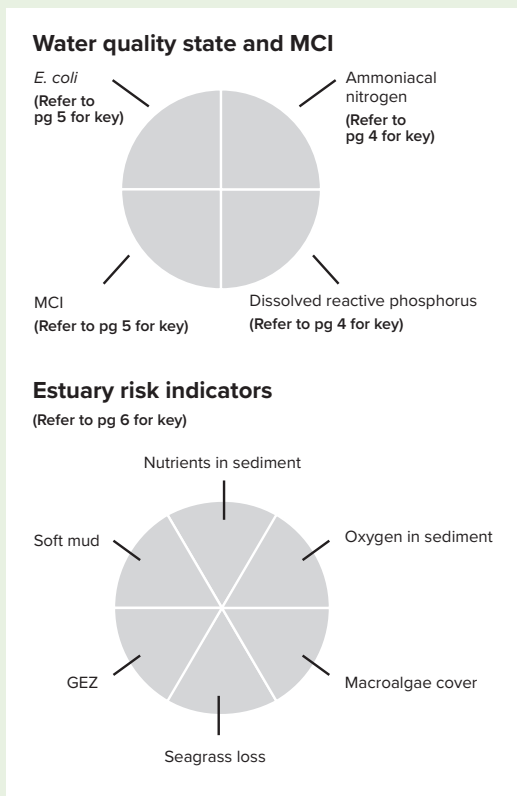 Water quality state and MCI
E. coli
(Refer to
pg 5 for key)
Ammoniacal
nitrogen
(Refer to
pg 4 for key)
MCI
(Refer to pg 5 for key)
Dissolved reactive phosphorus
(Refer to pg 4 for key)
Estuary risk indicators
(Refer to pg 6 for key)
Nutrients in sediment
Soft mud
Oxygen in sediment
GEZ
Macroalgae cover
Seagrass loss